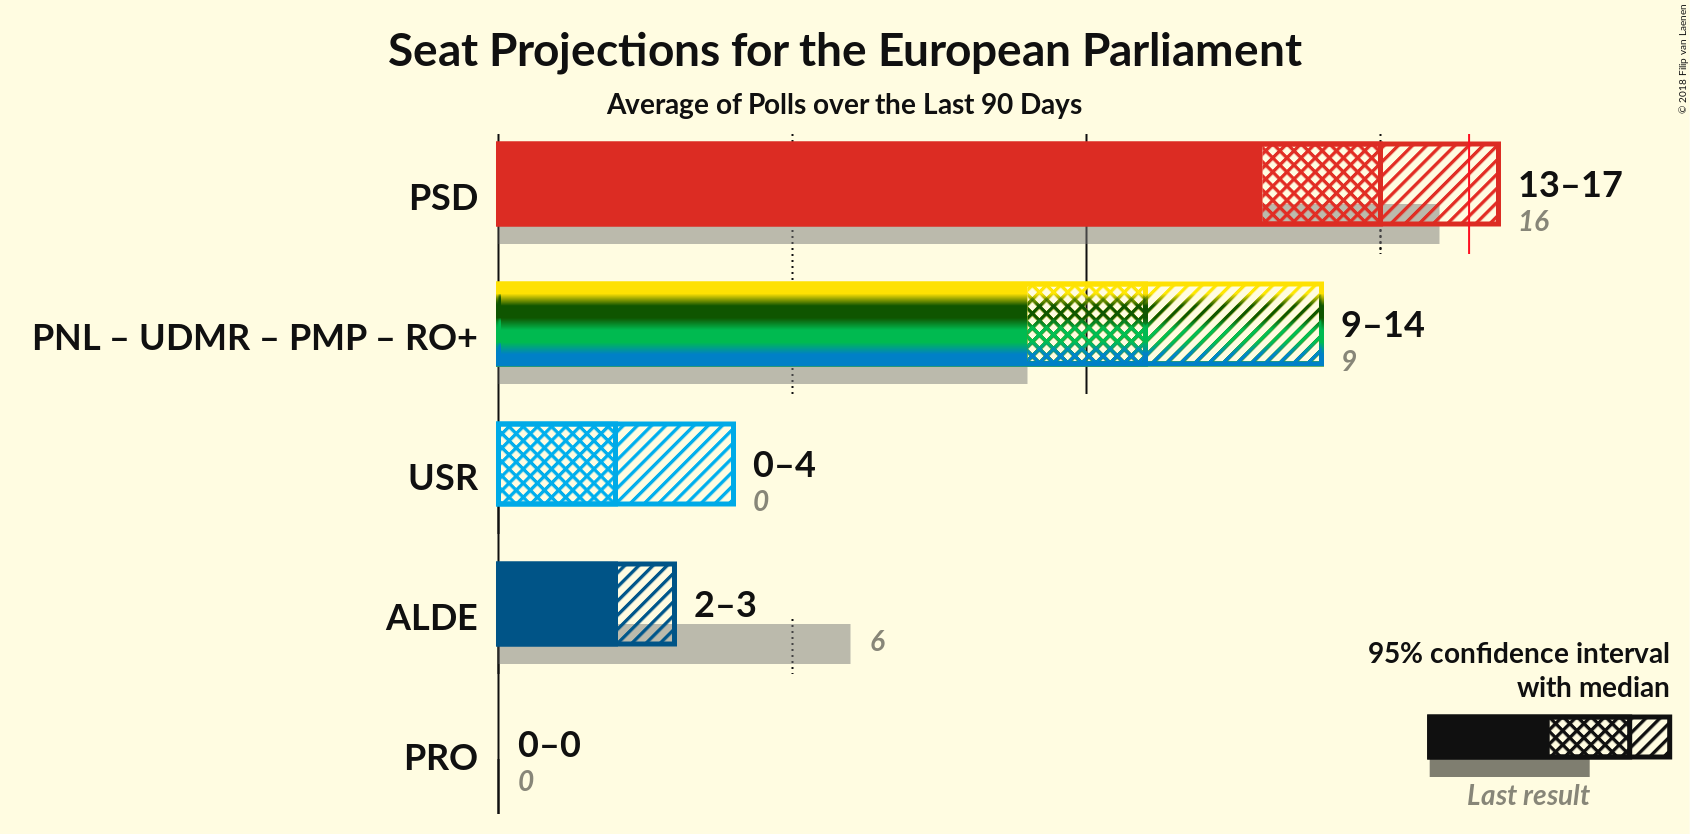 Seat Projections for the European Parliament
Average of Polls over the Last 90 Days
© 2018 Filip van Laenen
PSD
13–17
16
PNL – UDMR – PMP – RO+
9–14
9
USR
0–4
0
ALDE
2–3
6
PRO
0–0
0
95% confidence interval
with median
Last result